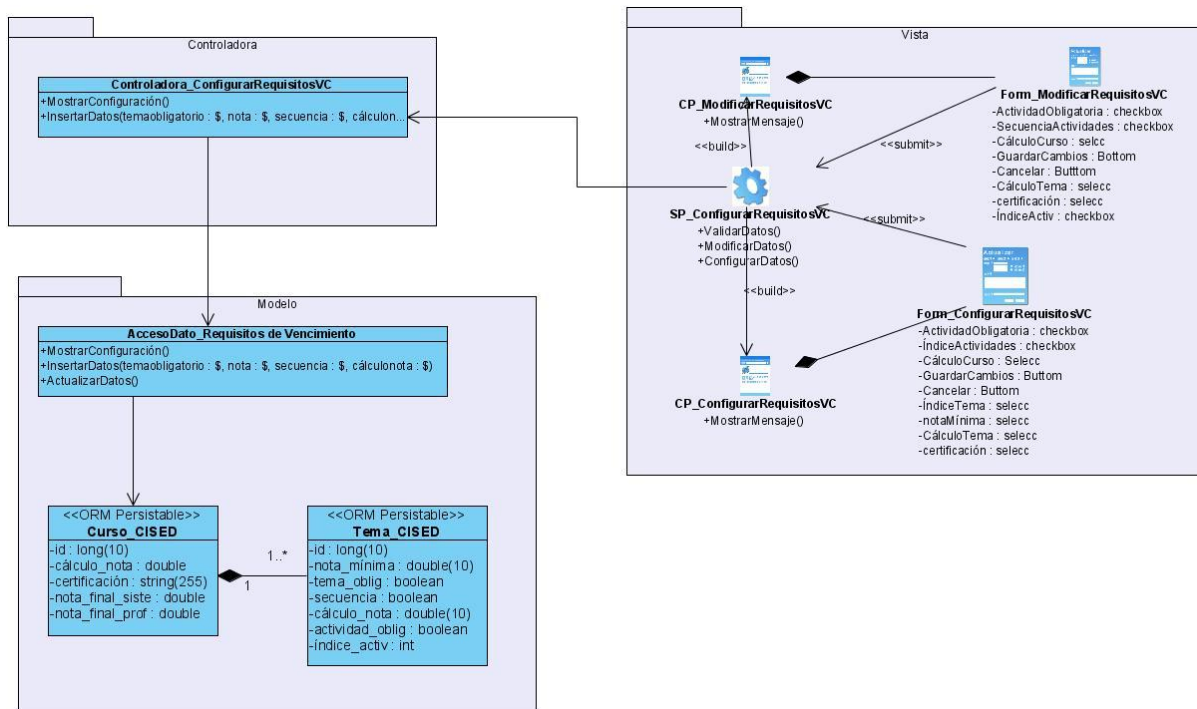 Controladora
Controladora_ConfigurarRequisitosVC
+MostrarConfiguración()
+InsertarDatos(temaobligatorio : $, nota : $, secuencia : $, cálculon...
Vista
CP_ModificarRequisitosVC
+MostrarMensaje()
<<build>>
Form_ModificarRequisitosVC
-ActividadObligatoria : checkbox
-SecuenciaActividades : checkbox
-CálculoCurso : selcc
-GuardarCambios : Bottom
-Cancelar : Butttom
-CálculoTema : selecc
-certificación : selecc
-ÍndiceActiv : checkbox
<<submit>>
SP_ConfigurarRequisitosVC
+ValidarDatos()
+ModificarDatos()
+ConfigurarDatos()
<<submit>>
<<build>>
Form_ConfigurarRequisitosVC
-ActividadObligatoria : checkbox
-ÍndiceActividades : checkbox
-CálculoCurso : Selecc
-GuardarCambios : Buttom
-Cancelar : Buttom
-ÍndiceTema : selecc
-notaMínima : selecc
-CálculoTema : selecc
-certificación : selecc
CP_ConfigurarRequisitosVC
+MostrarMensaje()
Modelo
AccesoDato_Requisitos de Vencimiento
+MostrarConfiguración()
+InsertarDatos(temaobligatorio : $, nota : $, secuencia : $, cálculonota : $)
+ActualizarDatos()
<<ORM Persistable>>
Curso_CISED
-id : long(10)
-cálculo_nota : double
-certificación : string(255)
-nota_final_siste : double
-nota_final_prof : double
1..*
1
<<ORM Persistable>>
Tema_CISED
-id : long(10)
-nota_mínima : double(10)
-tema_oblig : boolean
-secuencia : boolean
-cálculo_nota : double(10)
-actividad_oblig : boolean
-índice_activ : int